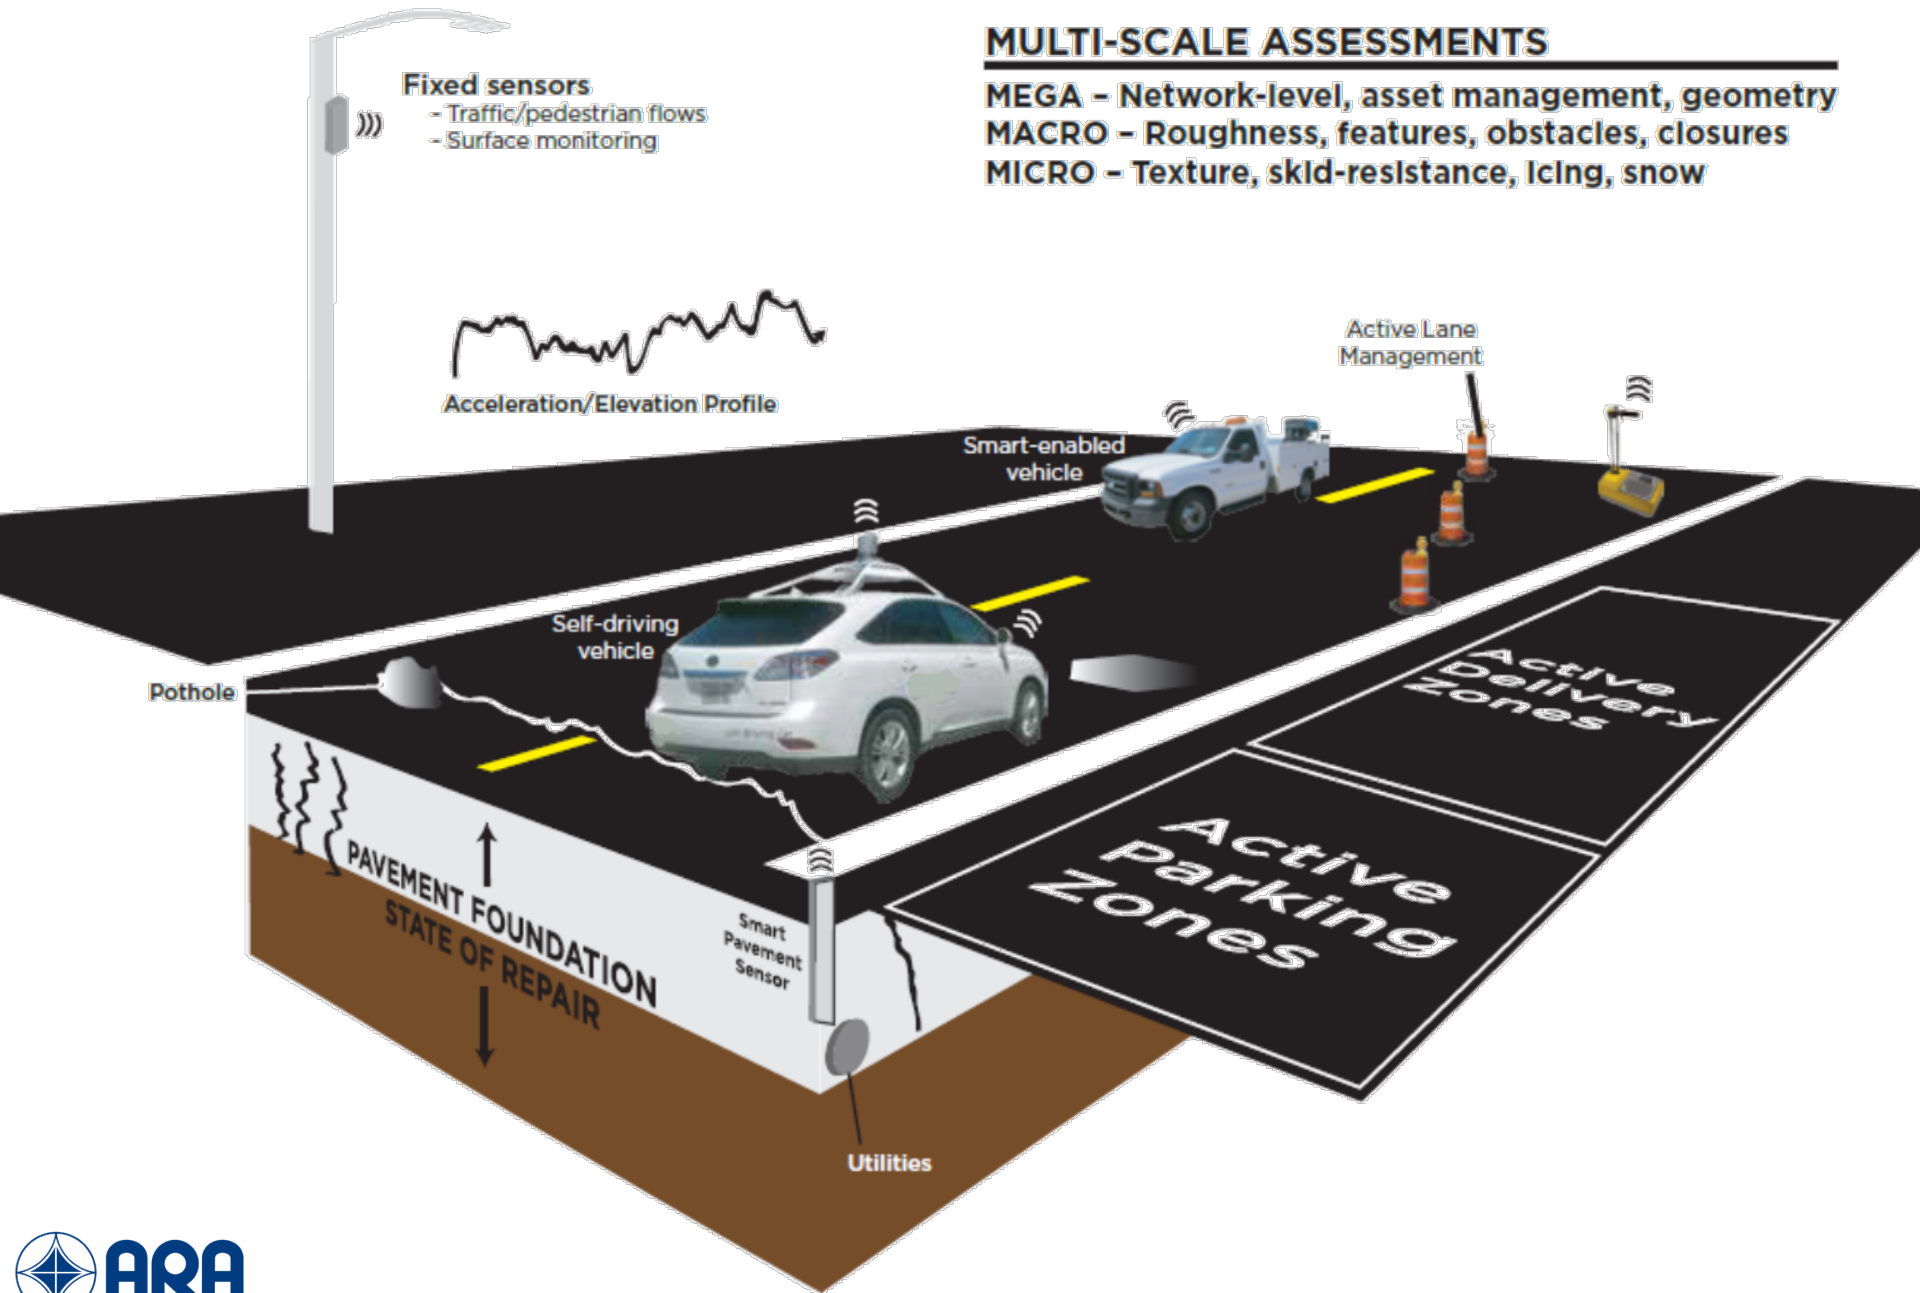 MULTI-SCALE ASSESSMENTS
MEGA – Network-level, asset management, geometry
MACRO – Roughness, features, obstacles, closures
MICRO – Texture, skid-resistance, icing, snow
Fixed sensors
- Traffic/pedestrian flows
- Surface monitoring
Acceleration/Elevation Profile
Active Lane
Management
Smart-enabled
vehicle
Self-driving
vehicle
Pothole
Active
Delivery
Zones
Active
Parking
Zones
PAVEMENT FOUNDATION
STATE OF REPAIR
Smart
Pavement
Sensor
Utilities
ARA